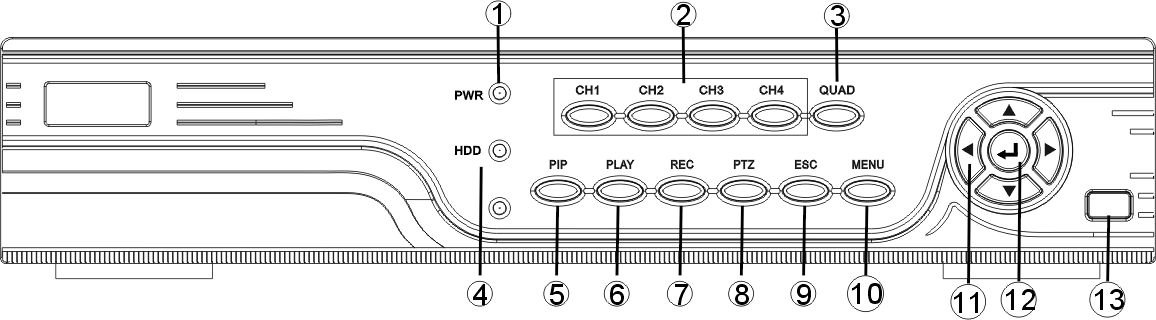 ① ② ③
CH1 CH2 CH3 CH4 QUAD
PWR
HDD
PIP PLAY REC PTZ ESC MENU
④ ⑤ ⑥ ⑦ ⑧ ⑨ ⑩ ⑪ ⑫ ⑬